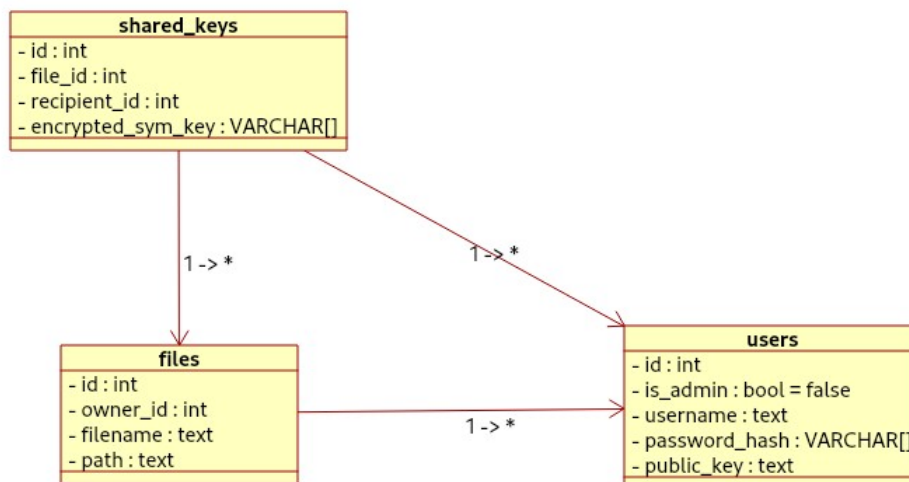 shared_keys
- id : int
- file_id : int
- recipient_id : int
- encrypted_sym_key : VARCHAR[]
1 -> *
1 -> *
files
- id : int
- owner_id : int
- filename : text
- path : text
1 -> *
users
- id : int
- is_admin : bool = false
- username : text
- password_hash : VARCHAR[]
- public_key : text